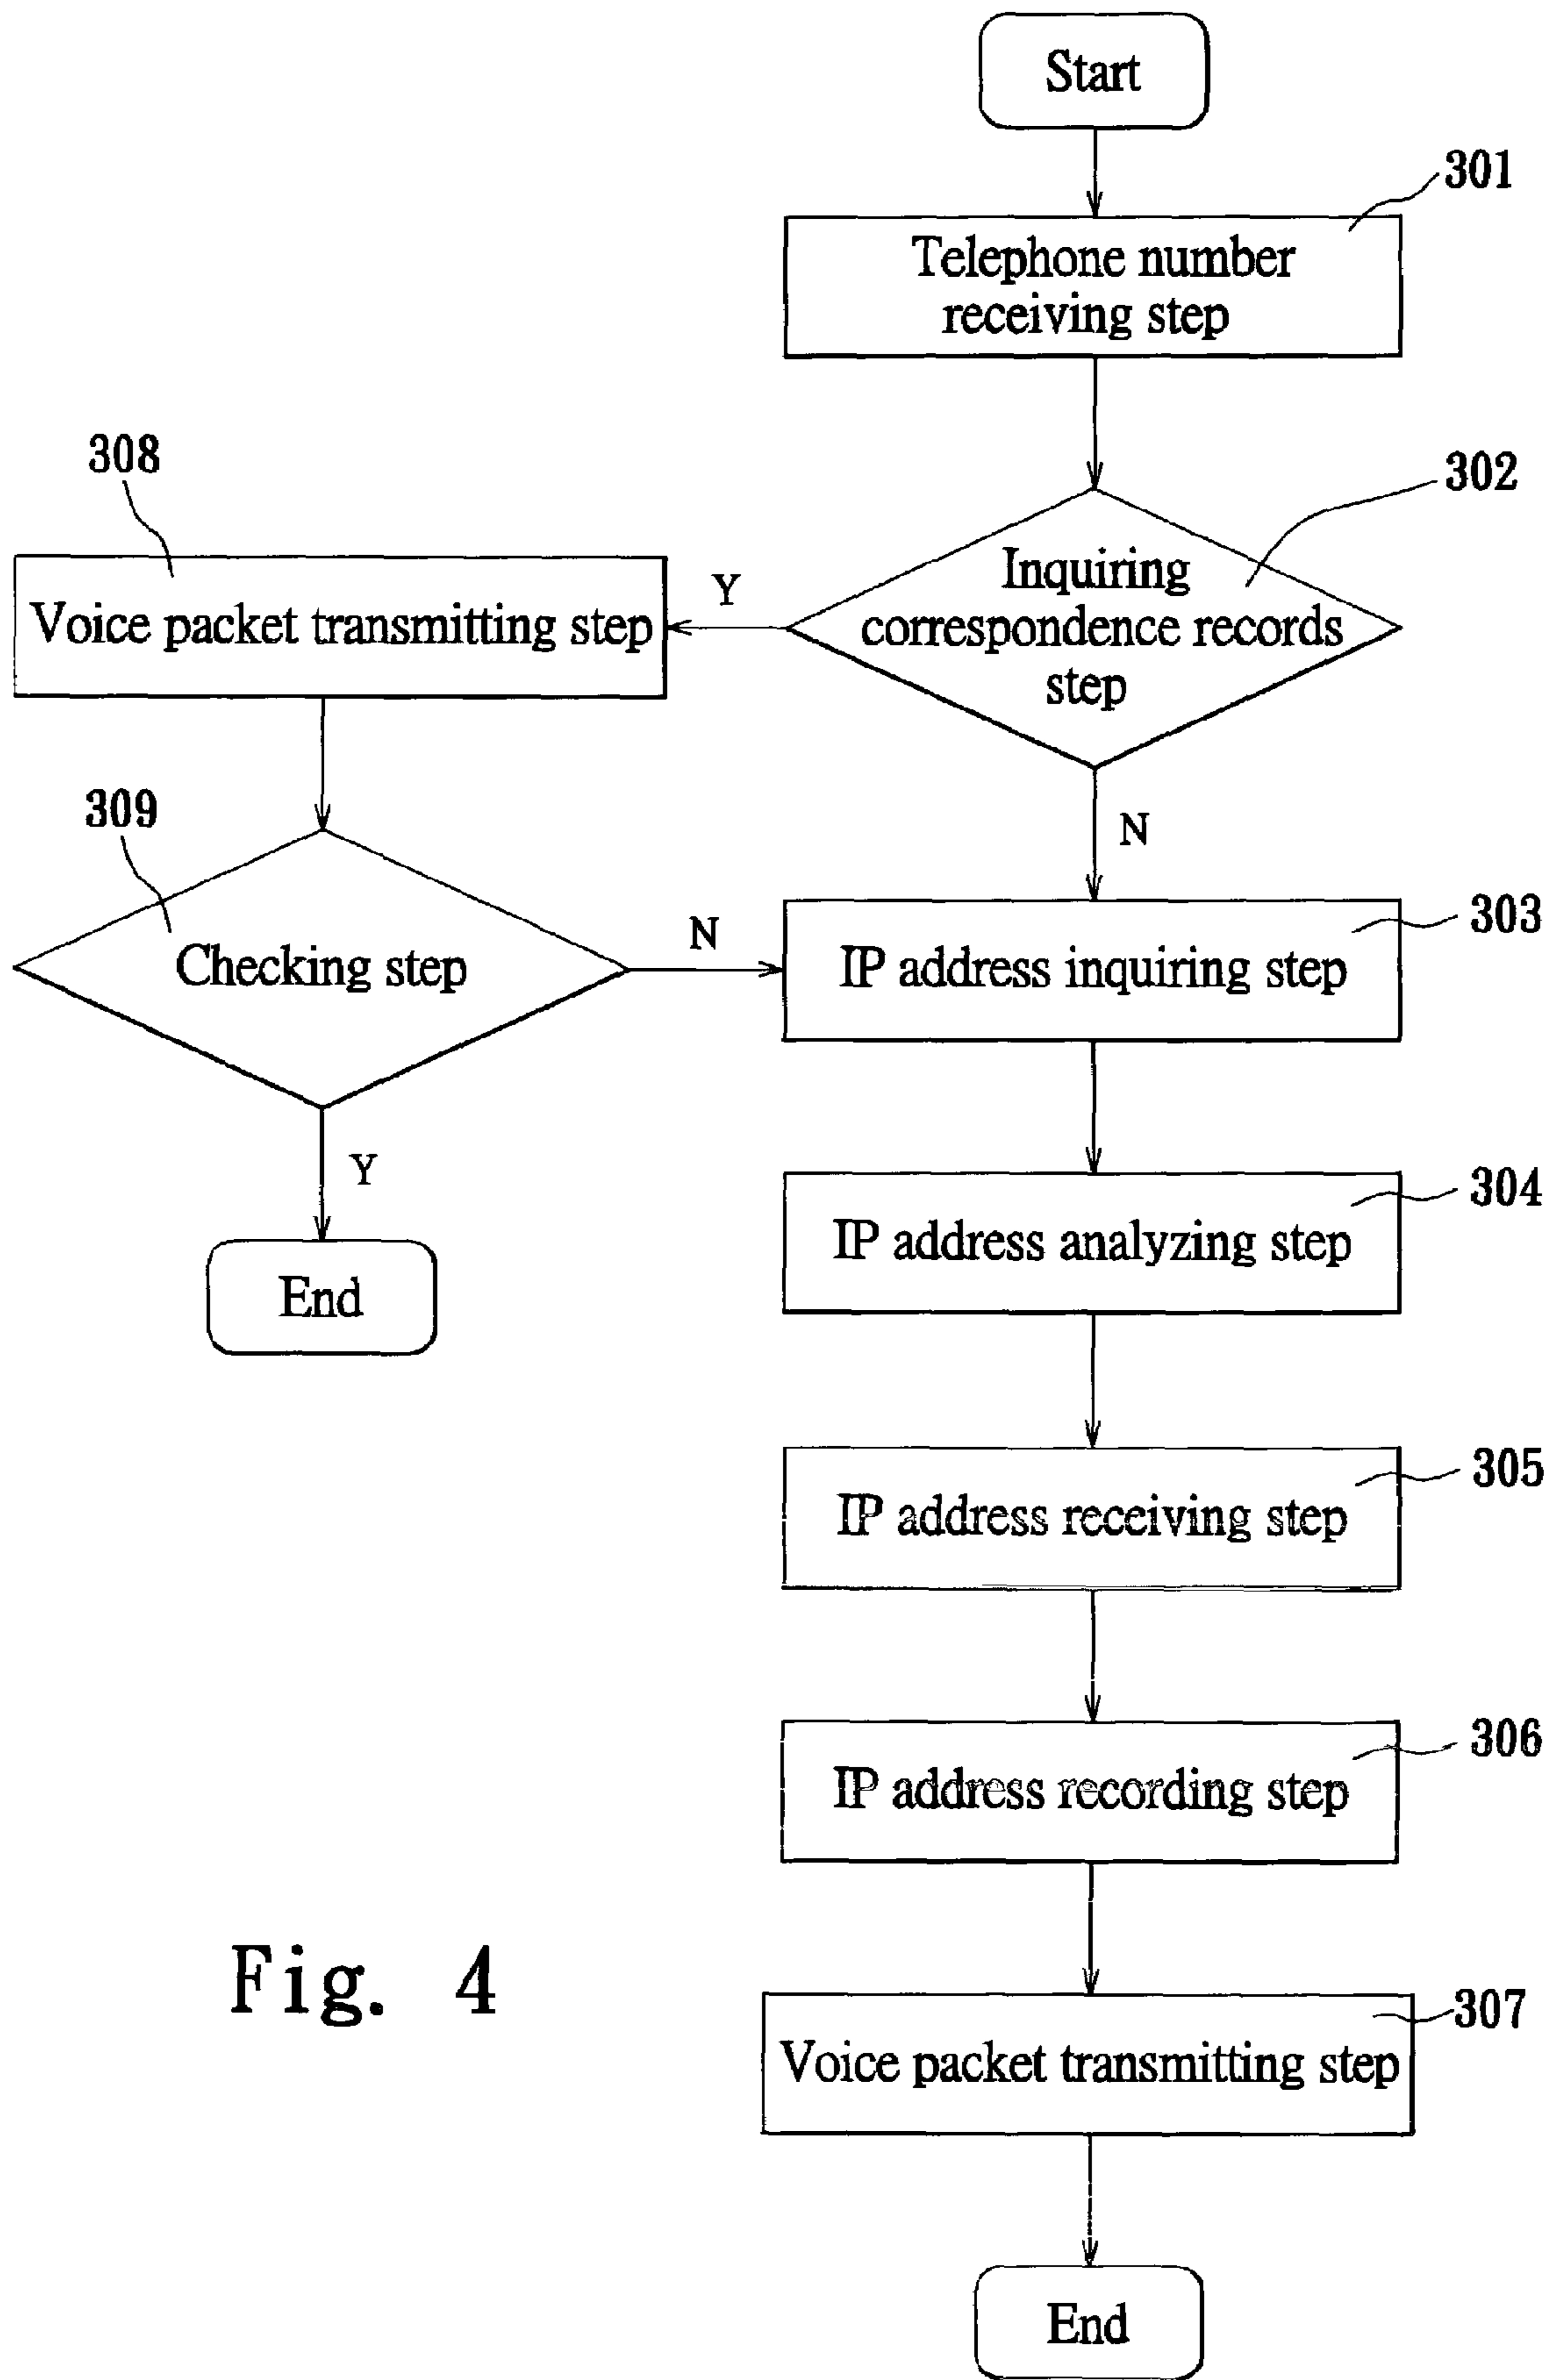 Start
301
Telephone number
receiving step
308
302
Inquiring
correspondence records
step
Y
Voice packet transmitting step
309
N
303
Checking step
N
IP address inquiring step
Y
304
IP address analyzing step
End
305
IP address receiving step
306
IP address recording step
Fig. 4
307
Voice packet transmitting step
End